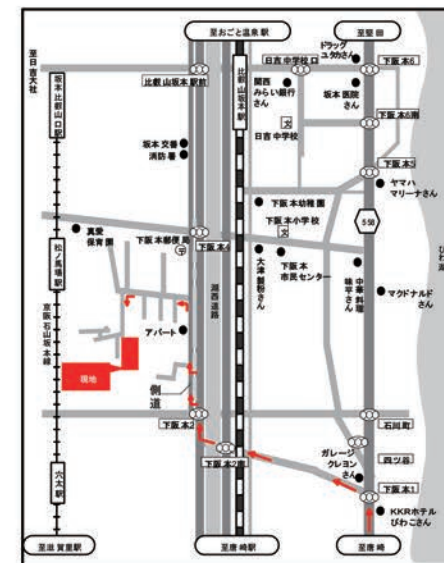 至おごと温泉駅
至堅田
ドラッグ
ユタカさん
日吉中学校口
下阪本6
至日吉大社
坂本比叡山口駅
比叡山坂本駅前
比叡山坂本駅
関西
みらい銀行
さん
坂本医院
さん
日吉中学校
文
下阪本6南
坂本交番
消防署
下阪本5
ヤマハ
マリーナさん
下阪本幼稚園
558
真愛
保育園
下阪本郵便局
下阪本4
下阪本小学校
文
びわ湖
松ノ馬場駅
湖西道路
大津製粉さん
下阪本
市民センター
中華料理
味平さん
マクドナルド
さん
京阪石山坂本線
アパート
現地
側道
下阪本2
石川町
下阪本2南
ガレージ
クレヨン
さん
四ツ谷
穴太駅
下阪本1
KKRホテル
びわこさん
至滋賀里駅
至唐崎駅
至唐崎